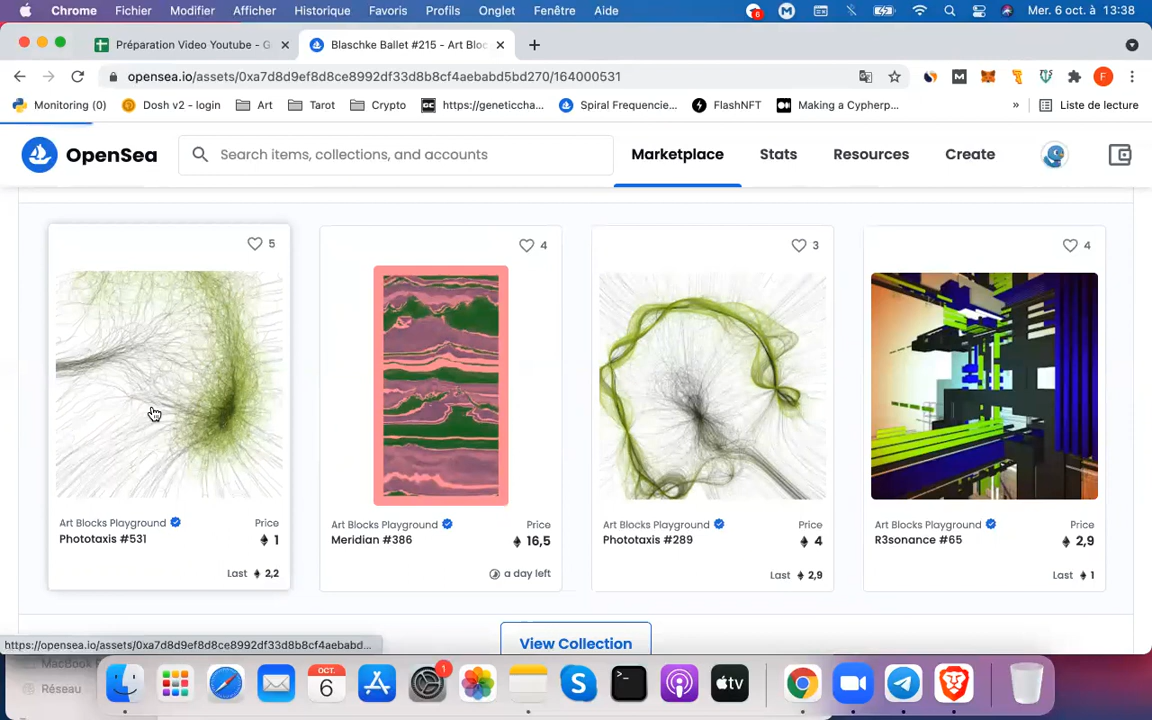 Chrome Fichier Modifier Afficher Historique Favoris Profils Onglet Fenêtre Aide 6 Mer. 6 oct. à 13:38
Préparation Video Youtube - G Blaschke Ballet #215 - Art Bloc
opensea.io/assets/0xa7d8d9ef8d8ce8992df33d8b8cf4aebabd5bd270/164000531 F
Monitoring (0) Dosh v2 - login Art Tarot Crypto GC https://geneticcha... Spiral Frequencie... FlashNFT Making a Cypherp... » Liste de lecture
OpenSea Search items, collections, and accounts Marketplace Stats Resources Create
5 4 3 4
Art Blocks Playground Price Art Blocks Playground Price Art Blocks Playground Price Art Blocks Playground Price
Phototaxis #531 1 Meridian #386 16,5 Phototaxis #289 4 R3sonance #65 2,9
Last 2,2 a day left Last 2,9 Last 1
View Collection
https://opensea.io/assets/0xa7d8d9ef8d8ce8992df33d8b8cf4aebabd...
MacBook
Réseau
OCT.
6 1 tv